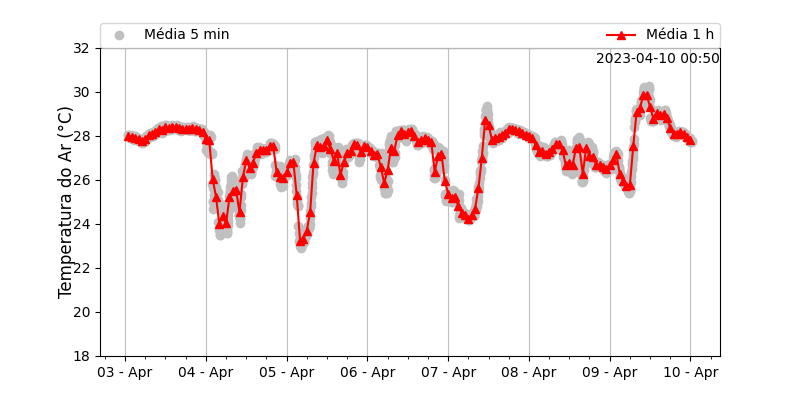 Média 5 min
Média 1 h
2023-04-10 00:50
Temperatura do Ar (°C)
32
30
28
26
24
22
20
18
03 - Apr
04 - Apr
05 - Apr
06 - Apr
07 - Apr
08 - Apr
09 - Apr
10 - Apr